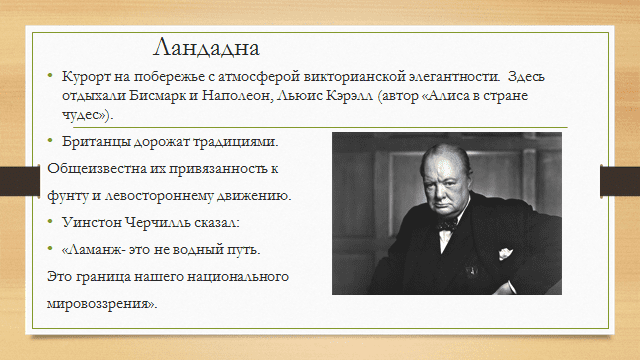 Ландадна
• Курорт на побережье с атмосферой викторианской элегантности. Здесь
отдыхали Бисмарк и Наполеон, Льюис Кэрэлл (автор «Алиса в стране
чудес»).
• Британцы дорожат традициями.
Общеизвестна их привязанность к
фунту и левостороннему движению.
• Уинстон Черчилль сказал:
• «Ламанж- это не водный путь.
Это граница нашего национального
мировоззрения».